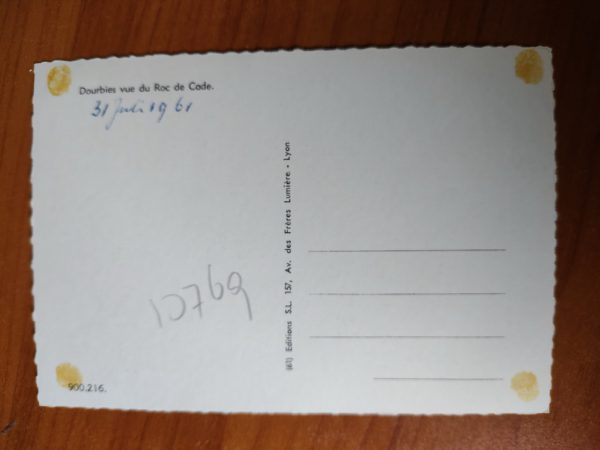 Dourbies vue du Roc de Cade.
31 Juil 1961
10769
900.216.
(61) Editions S.L. 157, Av. des Frères Lumière - Lyon